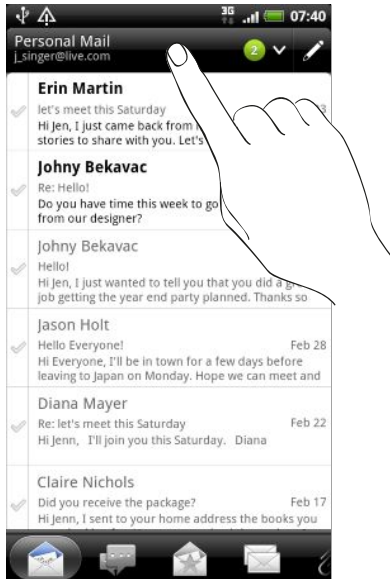 3G 07:40
Personal Mail
j_singer@live.com 2
Erin Martin
let's meet this Saturday
Hi Jen, I just came back from
stories to share with you. Let's
Johny Bekavac
Re: Hello!
Do you have time this week to go
from our designer?
Johny Bekavac
Hello!
Hi Jen, I just wanted to tell you that you did a
job getting the year end party planned. Thanks so
Jason Holt
Hello Everyone! Feb 28
Hi Everyone, I'll be in town for a few days before
leaving to Japan on Monday. Hope we can meet and
Diana Mayer
Re: let's meet this Saturday Feb 22
Hi Jenn, I'll join you this Saturday. Diana
Claire Nichols
Did you receive the package? Feb 17
Hi Jenn, I sent to your home address the books you